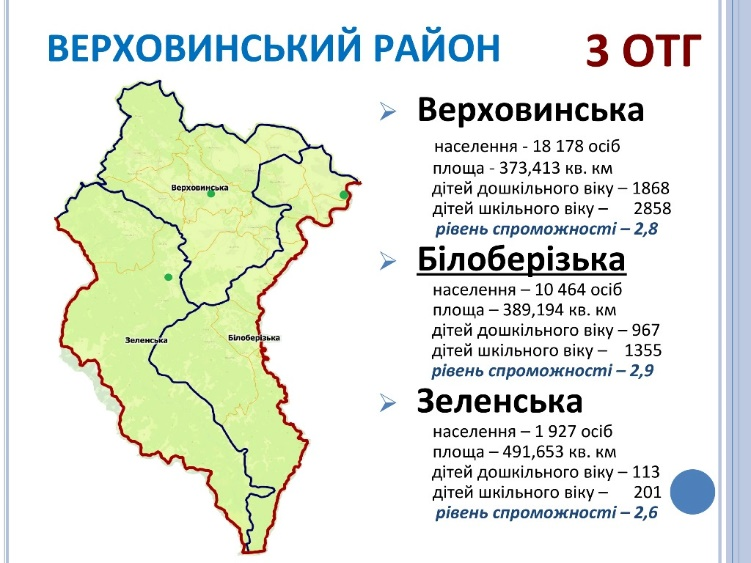 ВЕРХОВИНСЬКИЙ РАЙОН
3 ОТГ
Верховинська
населення - 18 178 осіб
площа - 373,413 кв. км
дітей дошкільного віку – 1868
дітей шкільного віку – 2858
рівень спроможності – 2,8
Білоберізька
населення – 10 464 осіб
площа – 389,194 кв. км
дітей дошкільного віку – 967
дітей шкільного віку – 1355
рівень спроможності – 2,9
Зеленська
населення – 1 927 осіб
площа – 491,653 кв. км
дітей дошкільного віку – 113
дітей шкільного віку – 201
рівень спроможності – 2,6
Верховинська
Зеленська
Білоберізька